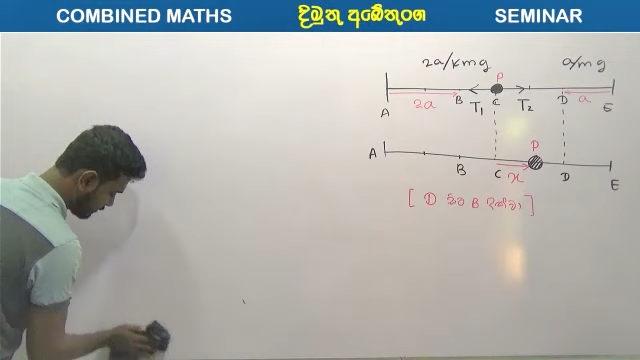 COMBINED MATHS දිමුතු අබේතුංග SEMINAR
2a/kmg a/mg
P
A 2a B C D a E
T₁ T₂
P
A B C x D E
[ D සිට B දක්වා ]